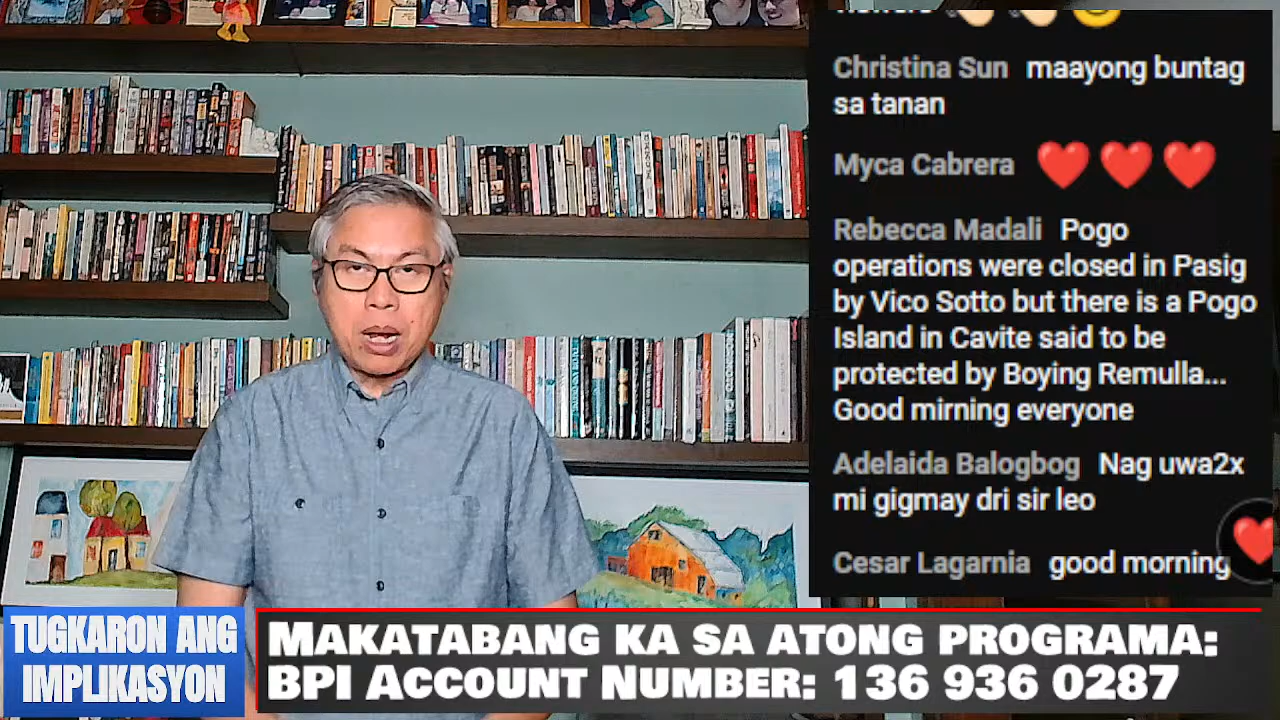 Christina Sun maayong buntag
sa tanan
Myca Cabrera ❤️ ❤️ ❤️
Rebecca Madali Pogo
operations were closed in Pasig
by Vico Sotto but there is a Pogo
Island in Cavite said to be
protected by Boying Remulla...
Good mirning everyone
Adelaida Balogbog Nag uwa2x
mi gigmay dri sir leo
Cesar Lagarnia good morning
TUGKARON ANG
IMPLIKASYON
MAKATABANG KA SA ATONG PROGRAMA:
BPI ACCOUNT NUMBER: 136 936 0287